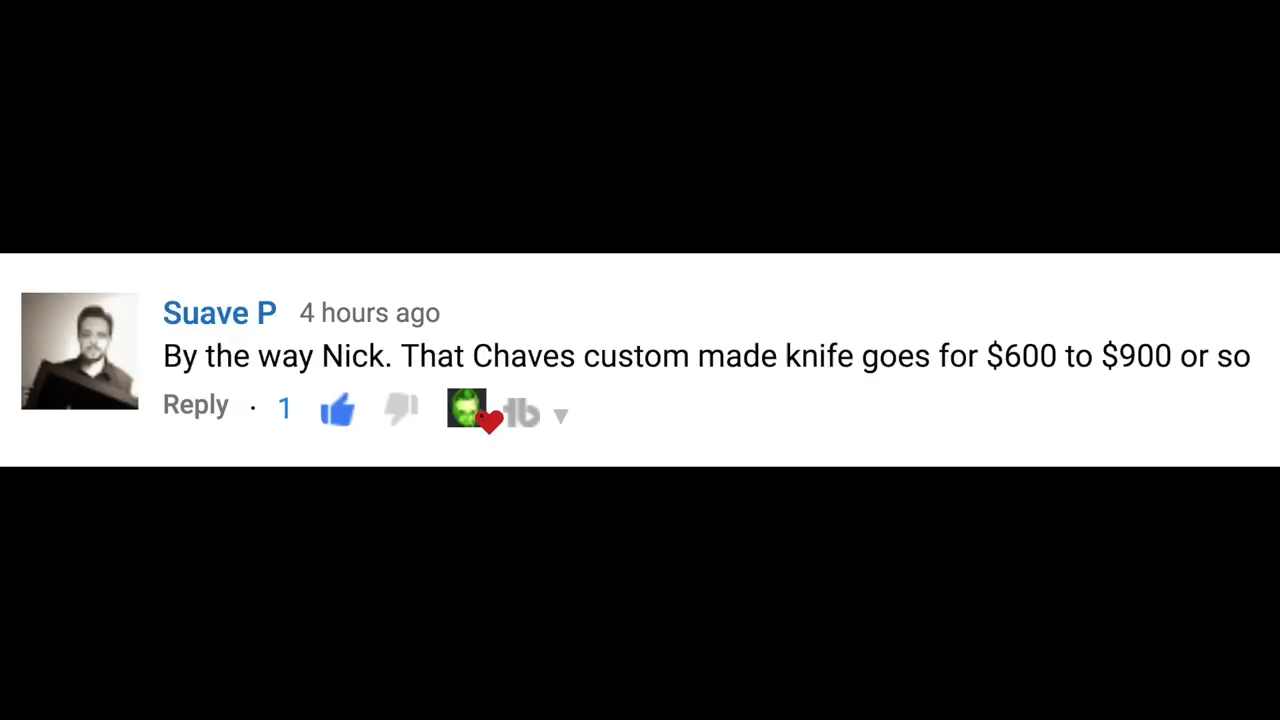 Suave P 4 hours ago
By the way Nick. That Chaves custom made knife goes for $600 to $900 or so
Reply · 1 tb